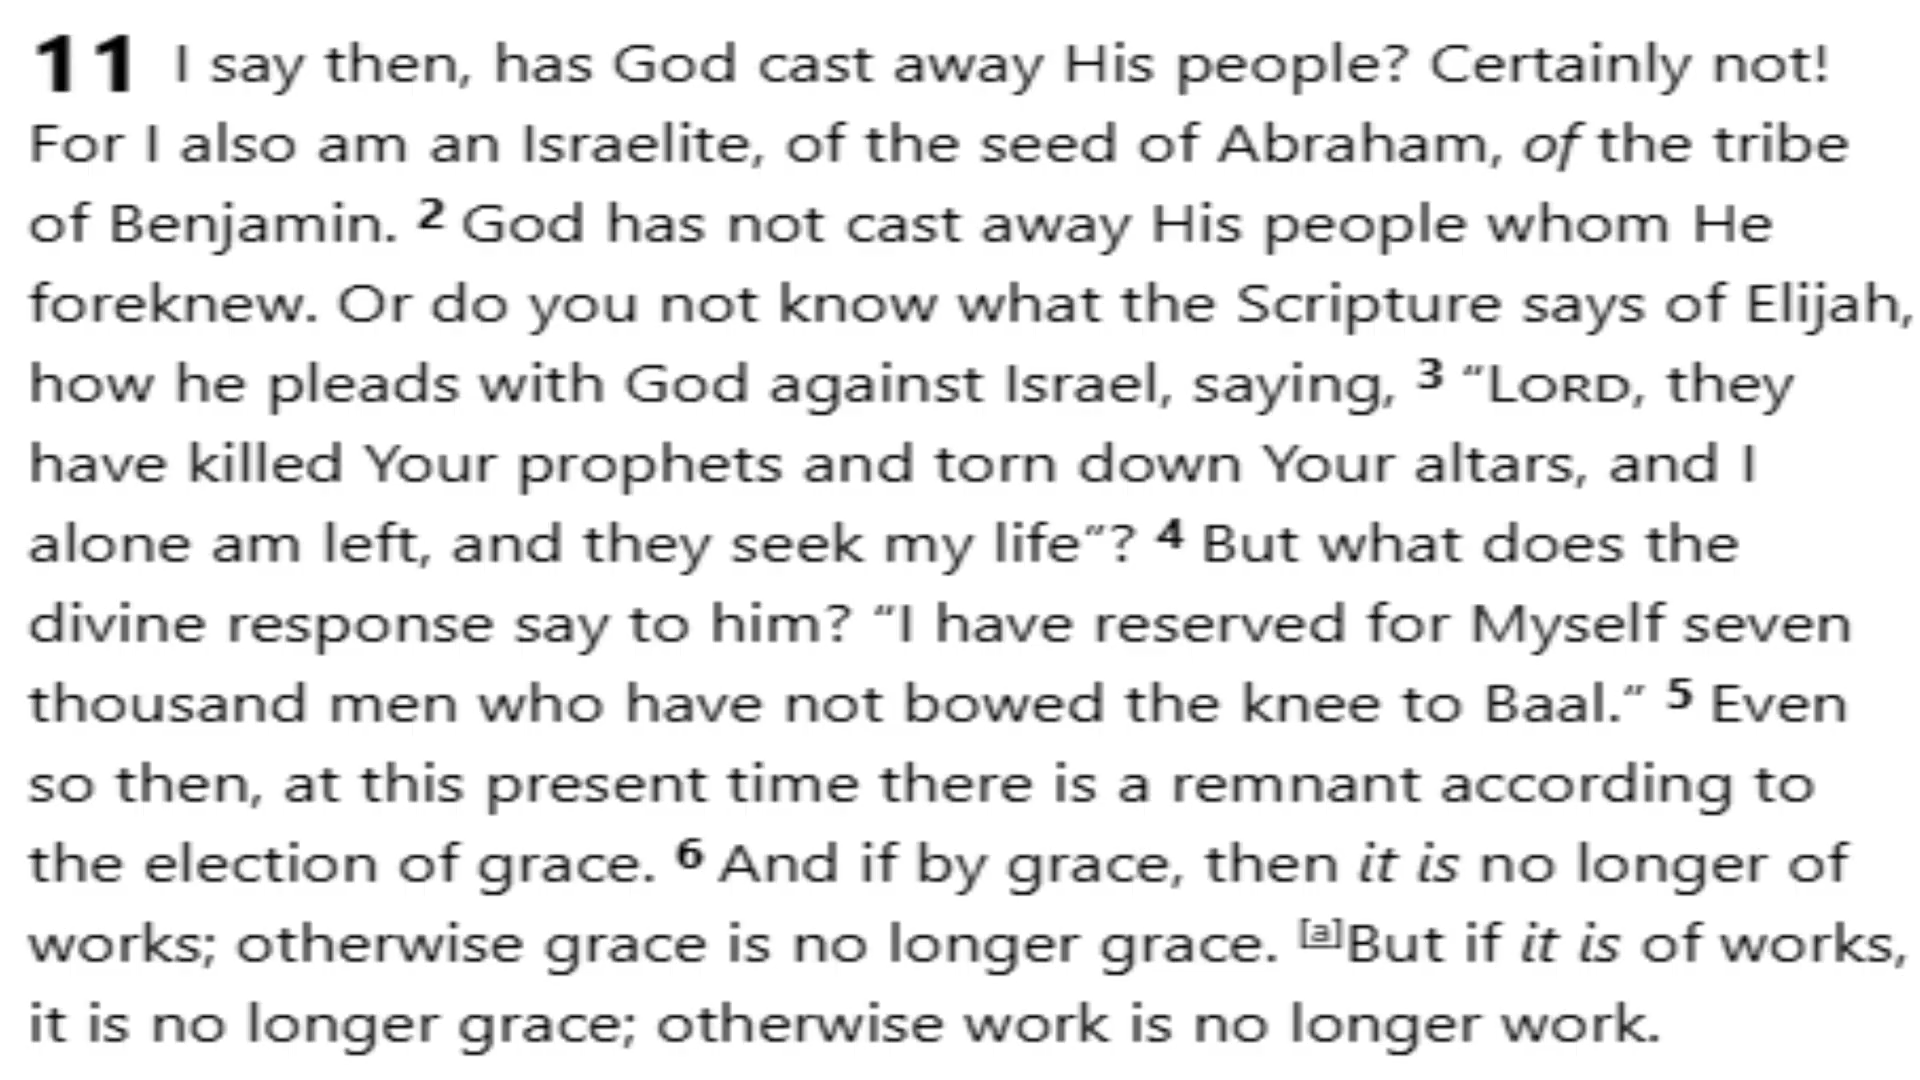 11 I say then, has God cast away His people? Certainly not!
For I also am an Israelite, of the seed of Abraham, of the tribe
of Benjamin. 2 God has not cast away His people whom He
foreknew. Or do you not know what the Scripture says of Elijah,
how he pleads with God against Israel, saying, 3 “LORD, they
have killed Your prophets and torn down Your altars, and I
alone am left, and they seek my life”? 4 But what does the
divine response say to him? “I have reserved for Myself seven
thousand men who have not bowed the knee to Baal.” 5 Even
so then, at this present time there is a remnant according to
the election of grace. 6 And if by grace, then it is no longer of
works; otherwise grace is no longer grace. [a]But if it is of works,
it is no longer grace; otherwise work is no longer work.